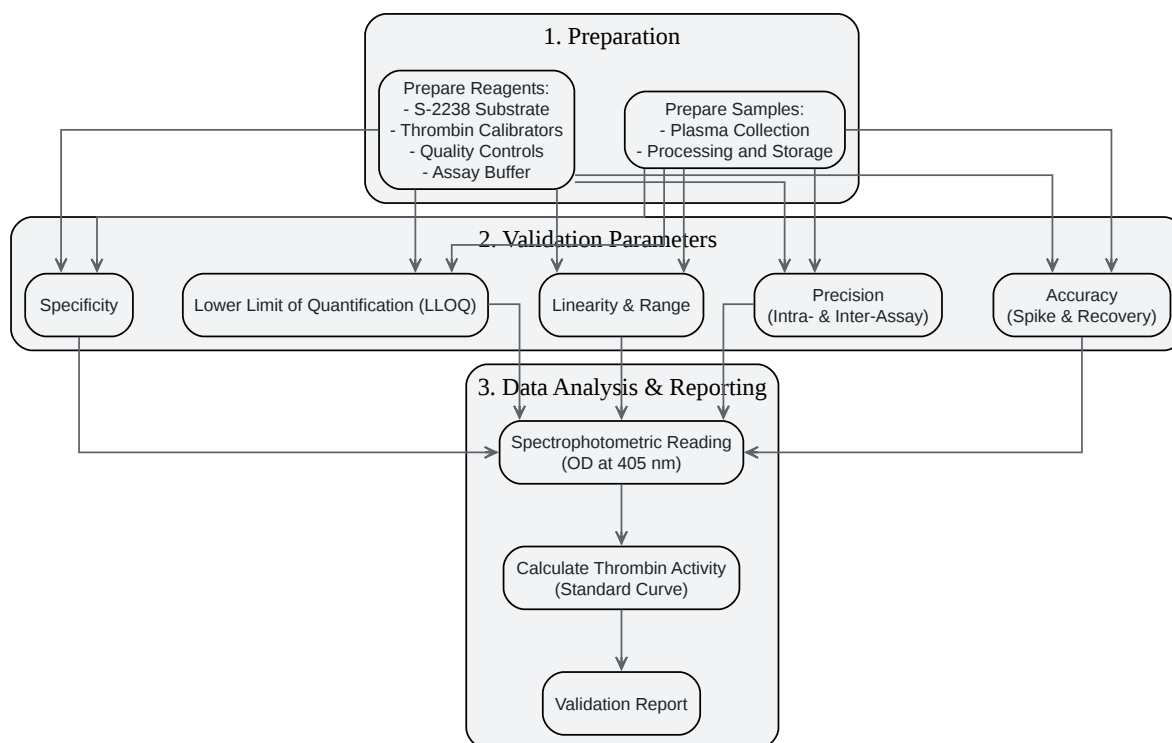 1. Preparation
Prepare Reagents:
- S-2238 Substrate
- Thrombin Calibrators
- Quality Controls
- Assay Buffer
Prepare Samples:
- Plasma Collection
- Processing and Storage
2. Validation Parameters
Specificity
Lower Limit of Quantification (LLOQ)
Linearity & Range
Precision
(Intra- & Inter-Assay)
Accuracy
(Spike & Recovery)
3. Data Analysis & Reporting
Spectrophotometric Reading
(OD at 405 nm)
Calculate Thrombin Activity
(Standard Curve)
Validation Report